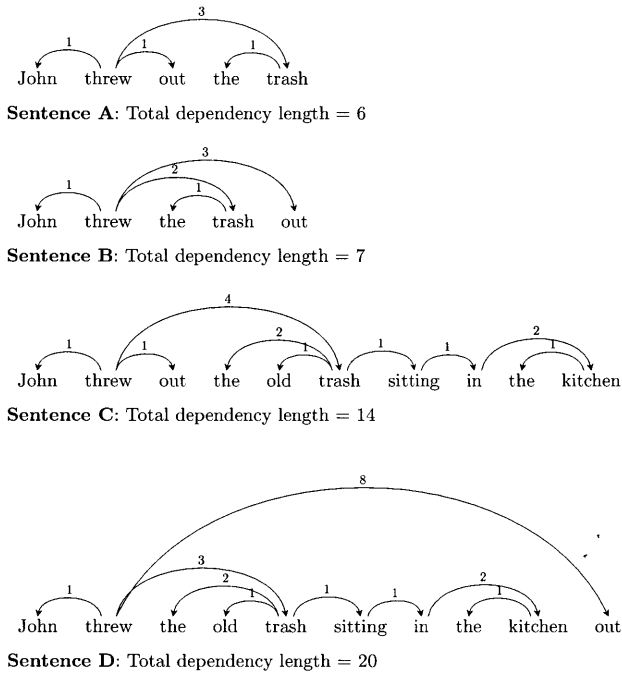 3
1 1 1
John threw out the trash
Sentence A: Total dependency length = 6
3
2
1 1
John threw the trash out
Sentence B: Total dependency length = 7
4
2 2
1 1 1 1 1 1
John threw out the old trash sitting in the kitchen
Sentence C: Total dependency length = 14
8
3
2 2
1 1 1 1 1
John threw the old trash sitting in the kitchen out
Sentence D: Total dependency length = 20